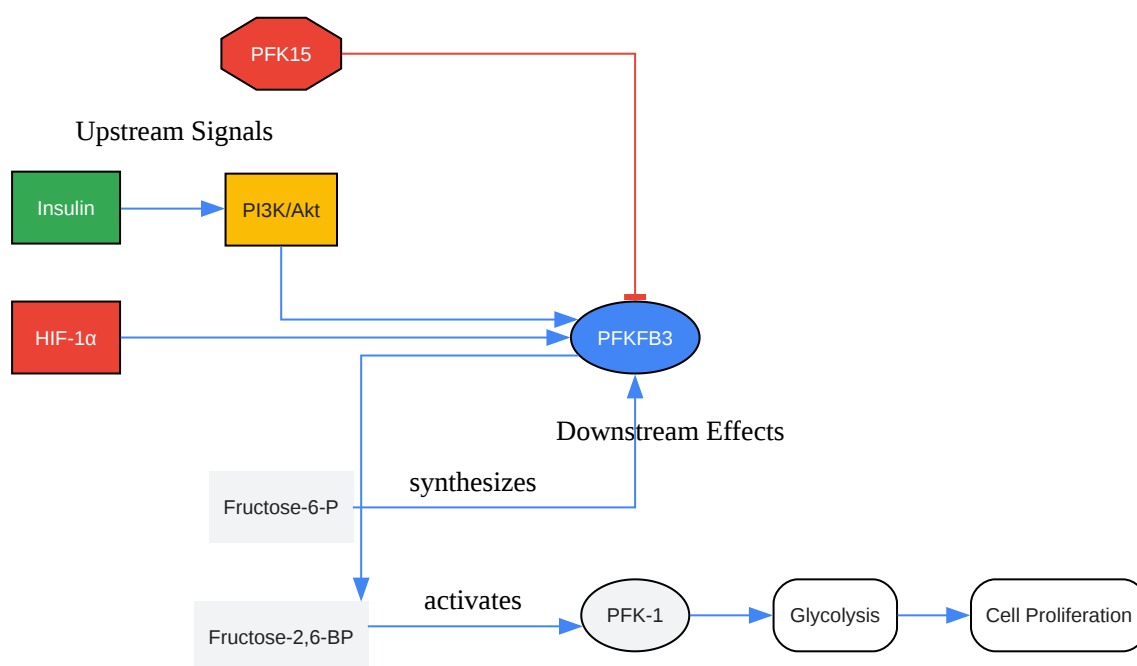 PFK15
Upstream Signals
Insulin
PI3K/Akt
HIF-1α
PFKFB3
Downstream Effects
synthesizes
Fructose-6-P
activates
Fructose-2,6-BP
PFK-1
Glycolysis
Cell Proliferation